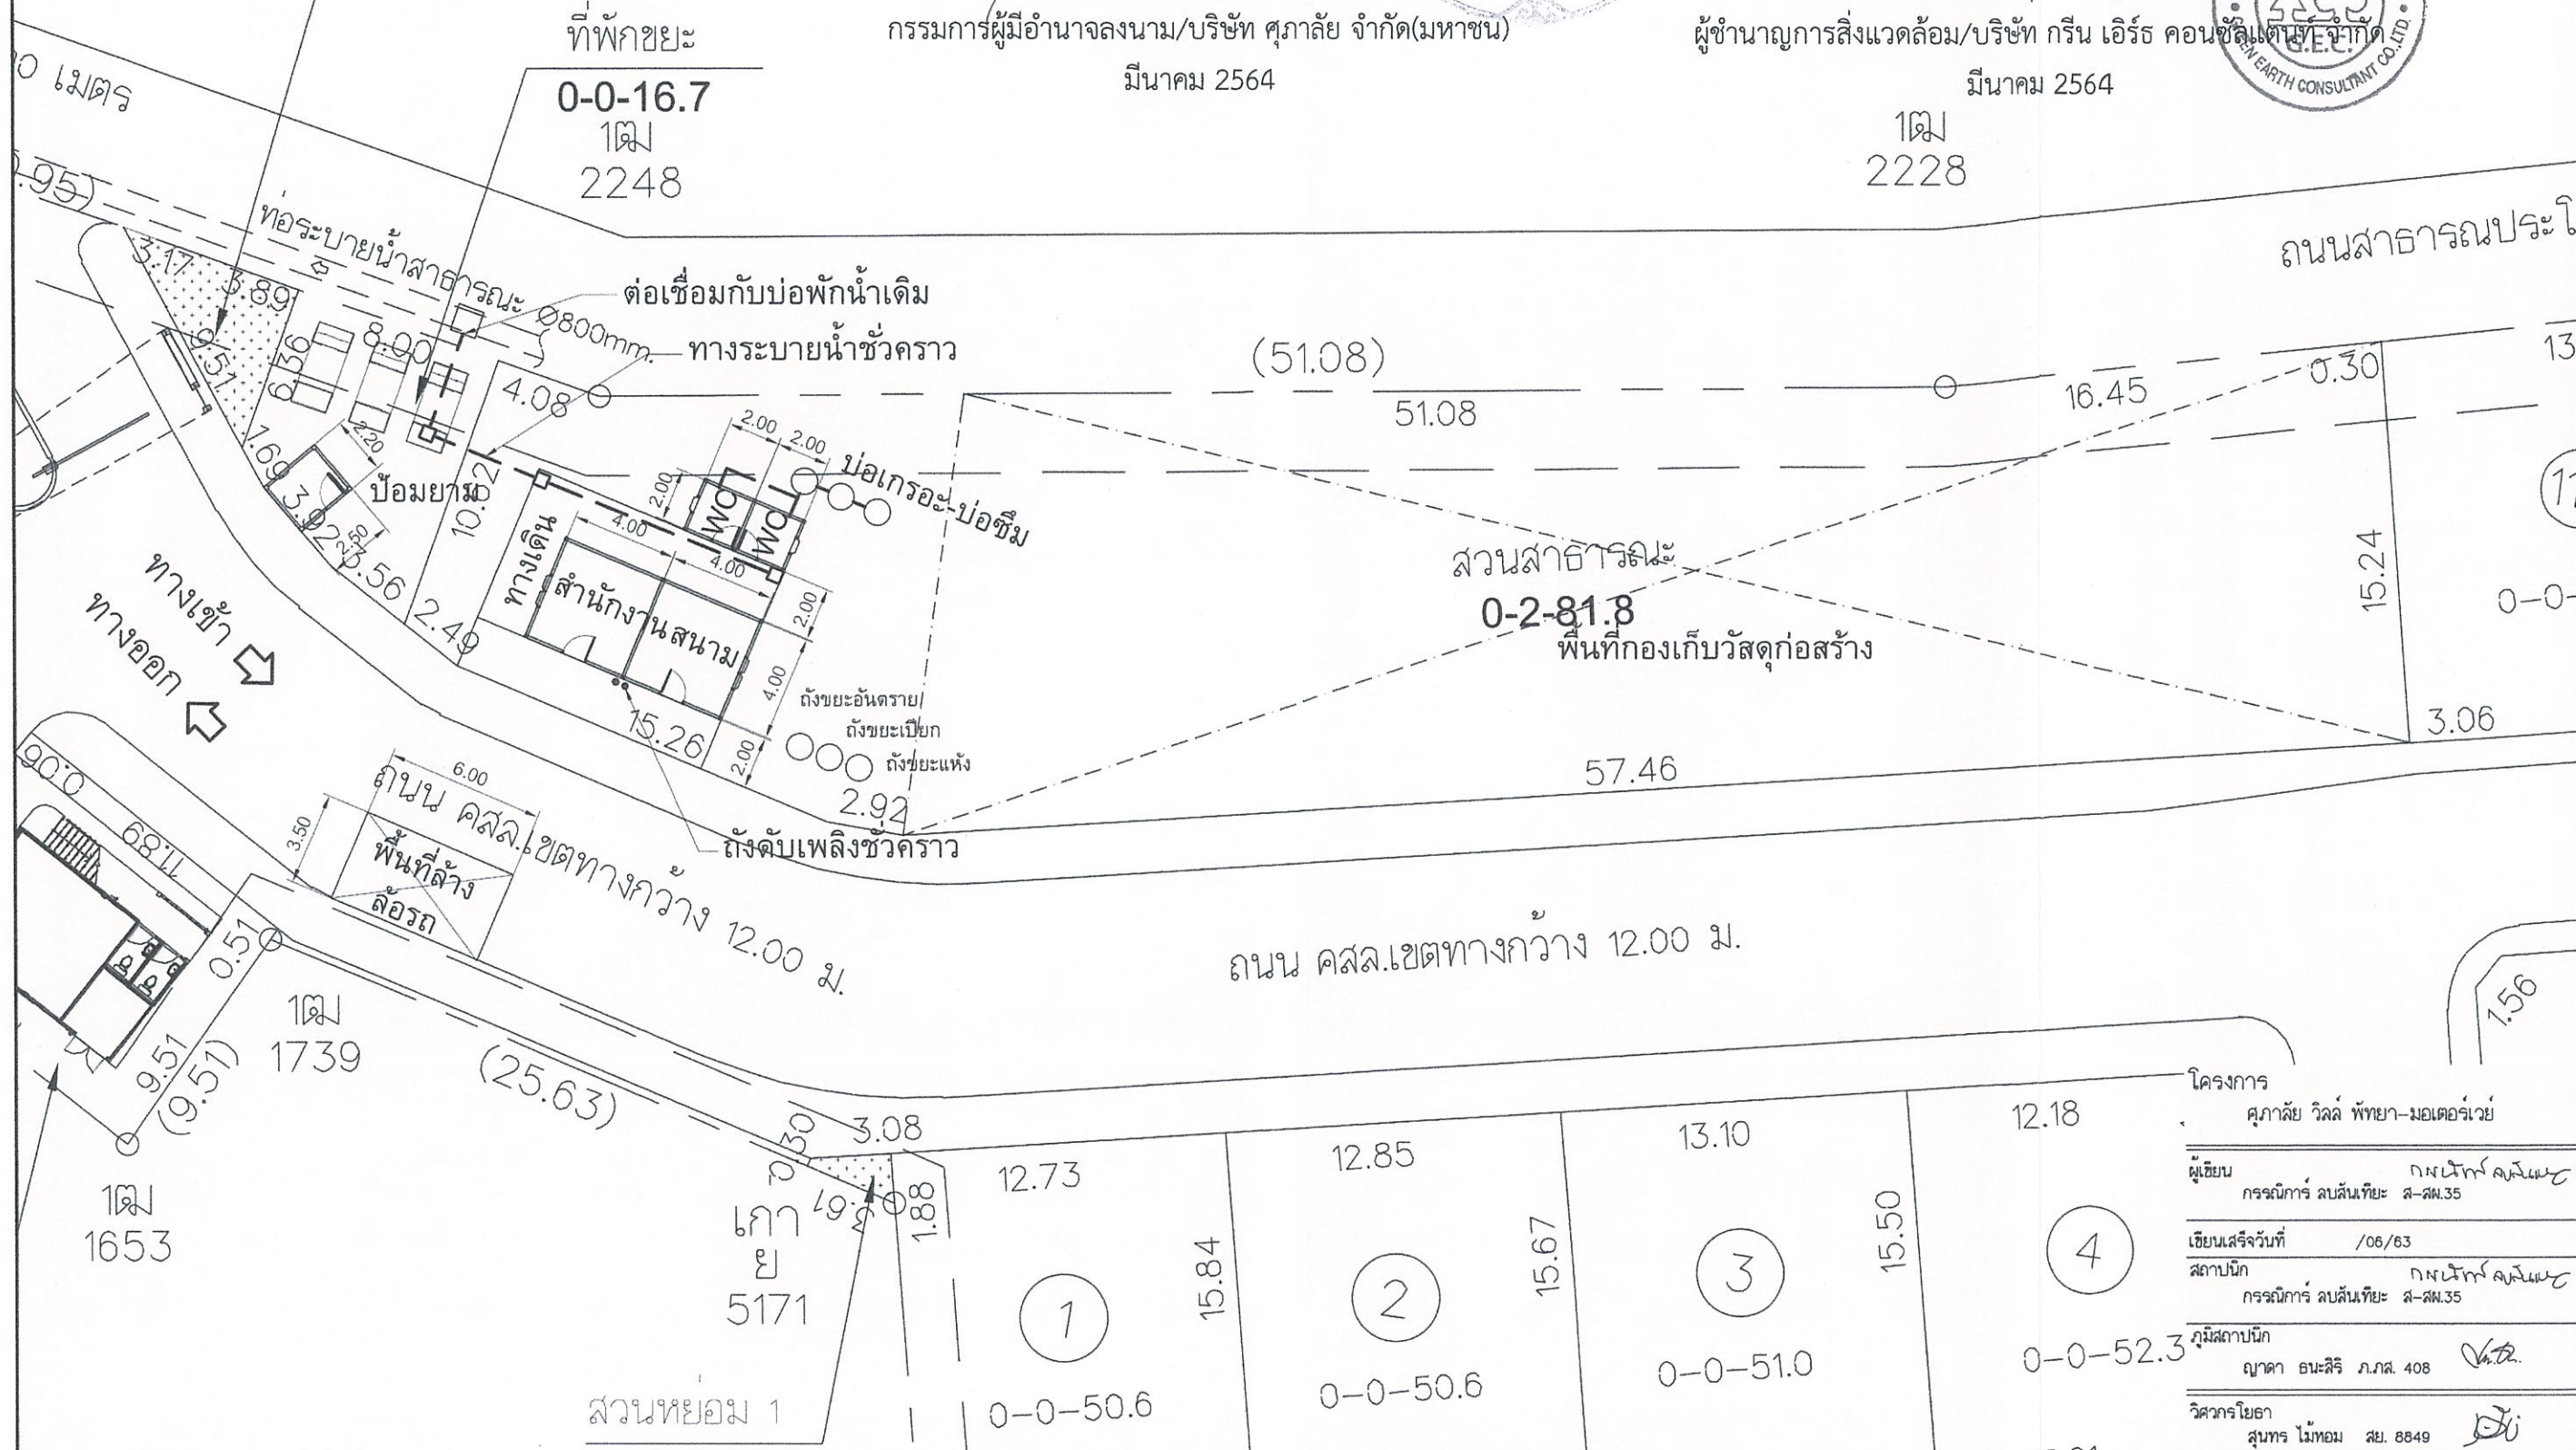 ที่พักขยะ
0-0-16.7
1ฒ
2248
กรรมการผู้มีอำนาจลงนาม/บริษัท ศุภาลัย จำกัด(มหาชน)
มีนาคม 2564
ผู้ชำนาญการสิ่งแวดล้อม/บริษัท กรีน เอิร์ธ คอนซัลแตนท์ จำกัด
มีนาคม 2564
G.E.C.
EARTH CONSULTANT CO.,LTD.
1ฒ
2228
เมตร
ท่อระบายน้ำสาธารณะ Ø800mm.
ต่อเชื่อมกับบ่อพักน้ำเดิม
ทางระบายน้ำชั่วคราว
3.17
3.89
9.51
6.36
8.00
4.08
(51.08)
51.08
16.45
0.30
13
1.69
3.92
2.20
2.50
3.56
2.49
10.52
ป้อมยาม
ทางเดิน
2.00
2.00
2.00
WC
WC
บ่อเกรอะ-บ่อซึม
4.00
4.00
สำนักงานสนาม
2.00
4.00
2.00
15.26
2.92
ถังขยะอันตราย
ถังขยะเปียก
ถังขยะแห้ง
ถังดับเพลิงชั่วคราว
สวนสาธารณะ
0-2-81.8
พื้นที่กองเก็บวัสดุก่อสร้าง
15.24
3.06
57.46
0-0-
ทางเข้า
ทางออก
6.00
3.50
พื้นที่ล้าง
ล้อรถ
ถนน คสล.เขตทางกว้าง 12.00 ม.
ถนน คสล.เขตทางกว้าง 12.00 ม.
11.89
0.51
9.51
(9.51)
1ฒ
1739
(25.63)
1ฒ
1653
0.30
3.08
3.61
1.88
เกา
ย
5171
สวนหย่อม 1
12.73
12.85
13.10
12.18
15.84
15.67
15.50
1
2
3
4
0-0-50.6
0-0-50.6
0-0-51.0
0-0-52.3
1.56
โครงการ
ศุภาลัย วิลล์ พัทยา-มอเตอร์เวย์
ผู้เขียน
กรรณิการ์ ลบสันเทียะ ส-สผ.35
เขียนเสร็จวันที่ /06/63
สถาปนิก
กรรณิการ์ ลบสันเทียะ ส-สผ.35
ภูมิสถาปนิก
ญาดา ธนะสิริ ภ.ภส. 408
วิศวกรโยธา
สุนทร ไม้หอม สย. 8849